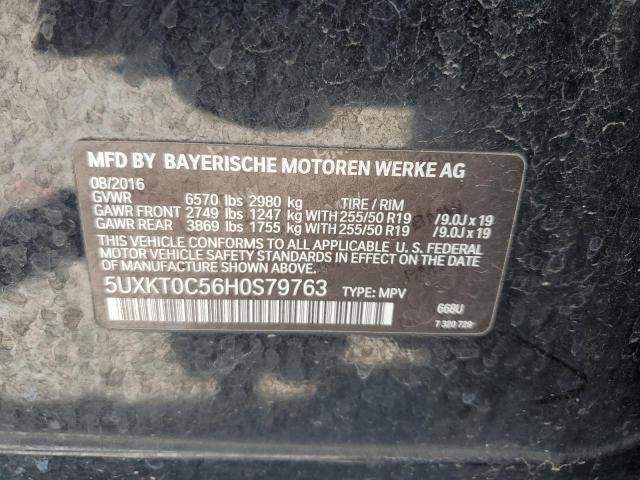 MFD BY BAYERISCHE MOTOREN WERKE AG
08/2016
GVWR 6570 lbs 2980 kg TIRE / RIM
GAWR FRONT 2749 lbs 1247 kg WITH 255/50 R19 /9.0J x 19
GAWR REAR 3869 lbs 1755 kg WITH 255/50 R19 /9.0J x 19
THIS VEHICLE CONFORMS TO ALL APPLICABLE U. S. FEDERAL
MOTOR VEHICLE SAFETY STANDARDS IN EFFECT ON THE
DATE OF MANUFACTURE SHOWN ABOVE.
5UXKT0C56H0S79763 TYPE: MPV
668U
7 320 729